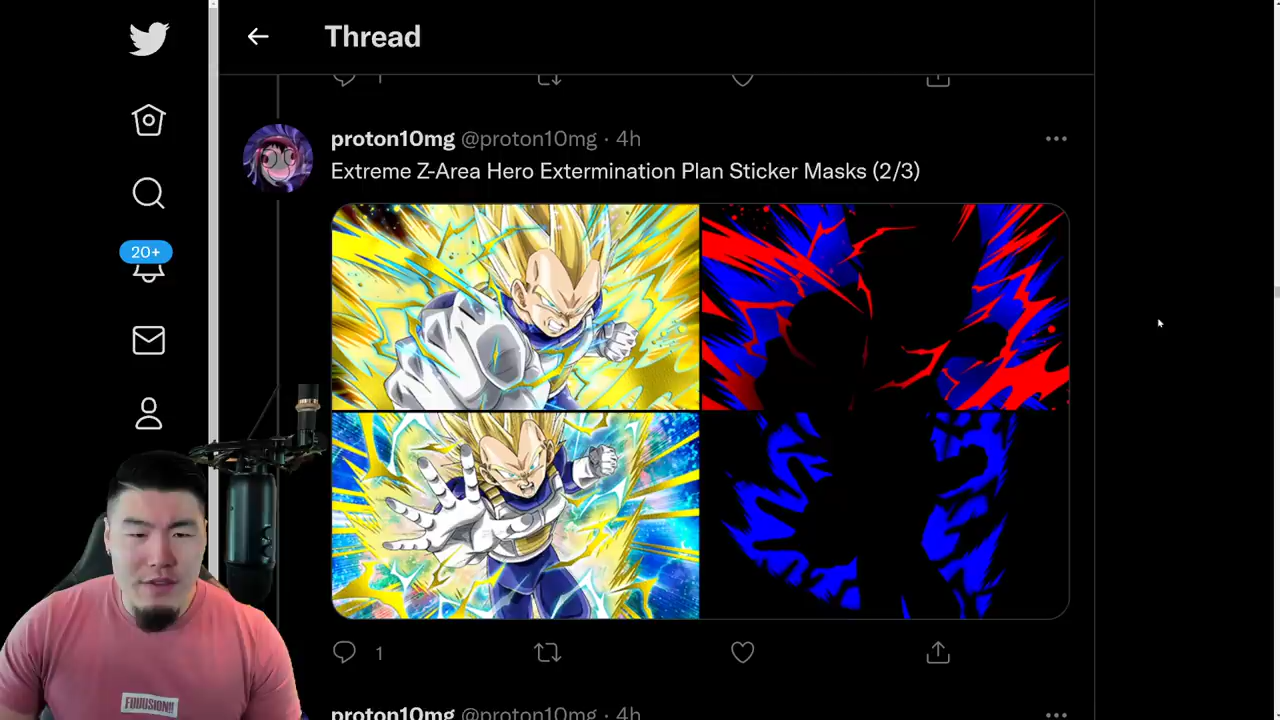 Thread
1
proton10mg @proton10mg · 4h
Extreme Z-Area Hero Extermination Plan Sticker Masks (2/3)
20+
1
FUUUSION!!
proton10mg @proton10mg · 4h